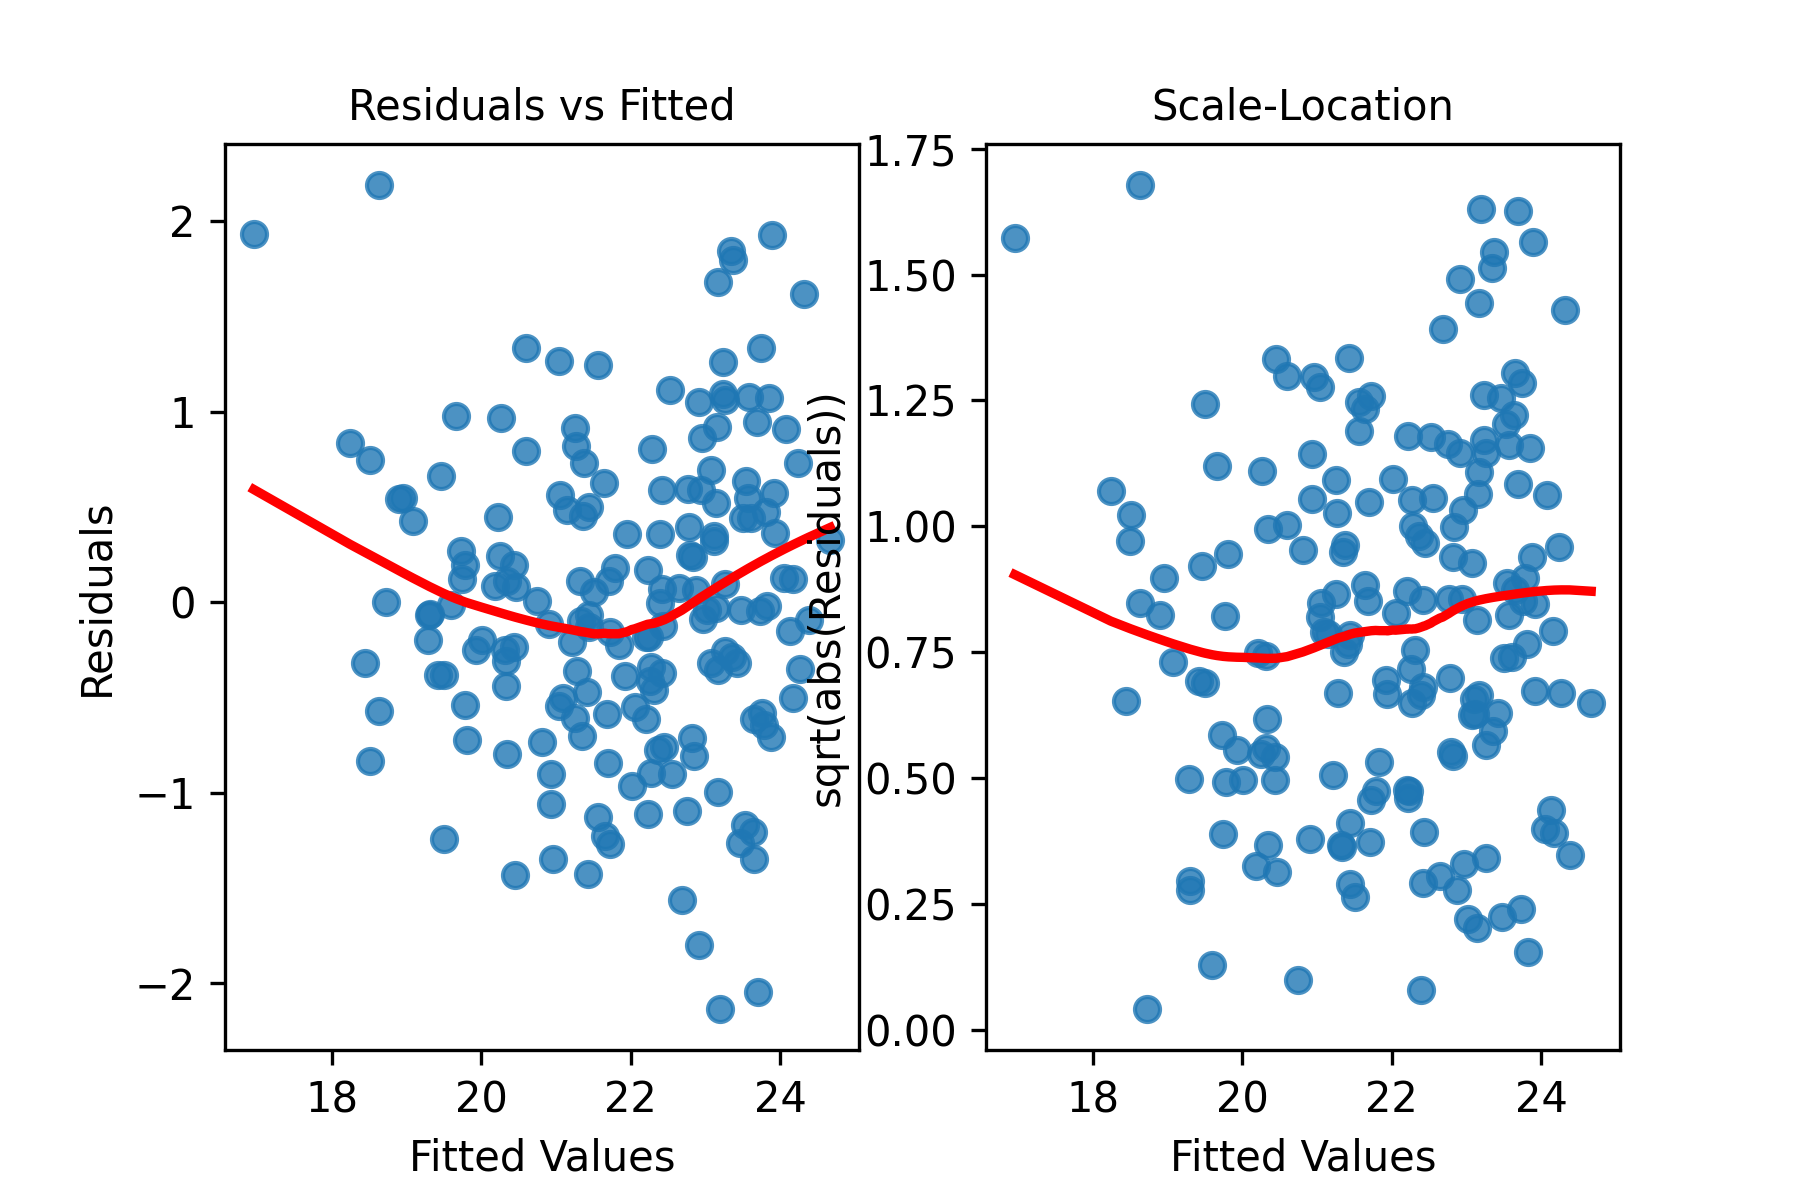 Residuals vs Fitted
Residuals
2
1
0
−1
−2
18 20 22 24
Fitted Values
Scale-Location
sqrt(abs(Residuals))
1.75
1.50
1.25
1.00
0.75
0.50
0.25
0.00
18 20 22 24
Fitted Values